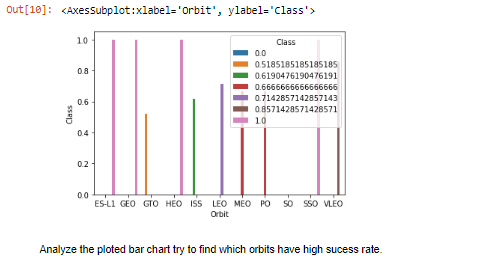 Out[10]: <AxesSubplot:xlabel='Orbit', ylabel='Class'>
Class
0.0
0.5185185185185185
0.6190476190476191
0.6666666666666666
0.7142857142857143
0.8571428571428571
1.0
1.0
0.8
0.6
0.4
0.2
0.0
Class
ES-L1 GEO GTO HEO ISS LEO MEO PO SO SSO VLEO
Orbit
Analyze the ploted bar chart try to find which orbits have high sucess rate.